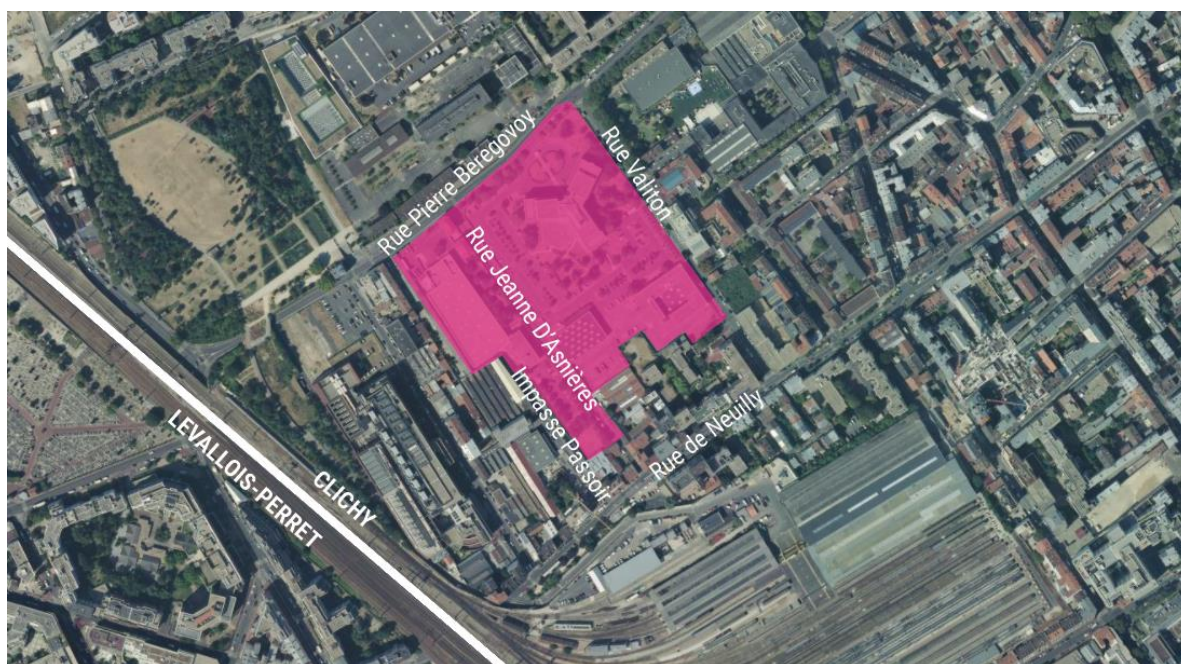 Rue Pierre Beregovoy
Rue Valiton
Rue Jeanne D'Asnières
Impasse Passoir
Rue de Neuilly
CLICHY
LEVALLOIS-PERRET